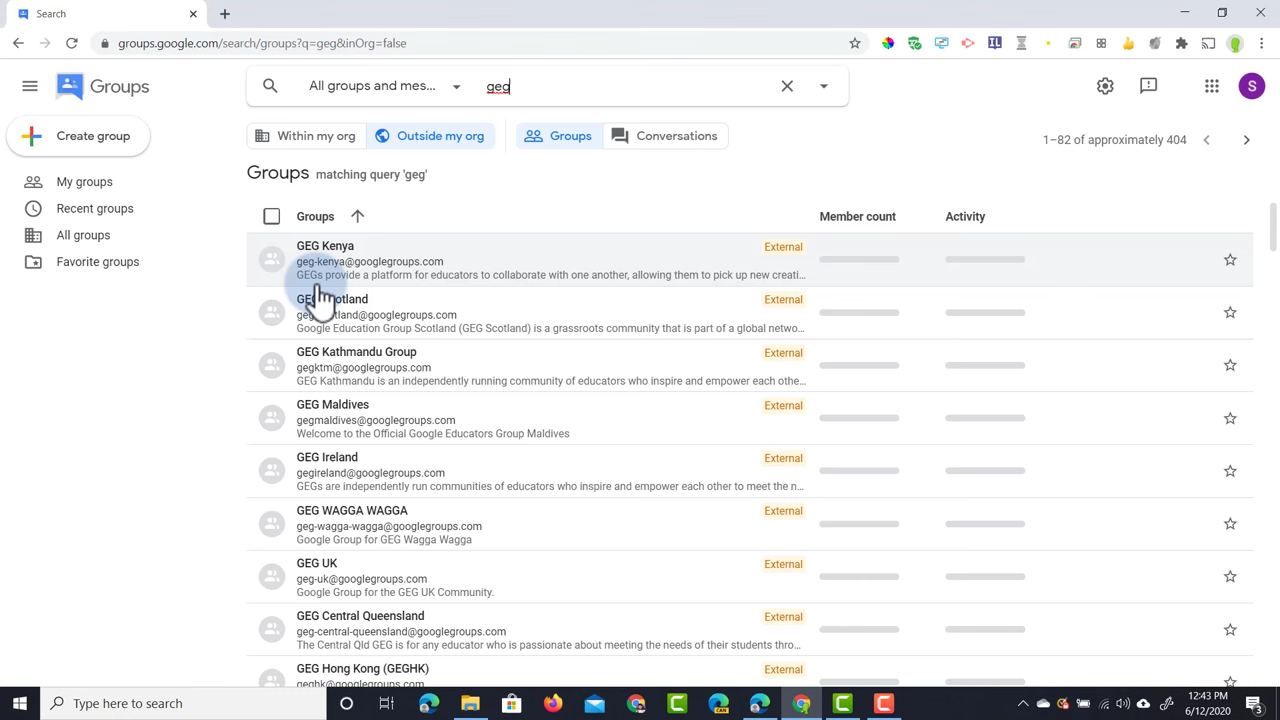 Search
groups.google.com/search/groups?q=geg&inOrg=false
Groups
All groups and mes...
geg
Create group
Within my org
Outside my org
Groups
Conversations
1–82 of approximately 404
My groups
Recent groups
All groups
Favorite groups
Groups matching query 'geg'
Groups
Member count
Activity
GEG Kenya
External
geg-kenya@googlegroups.com
GEGs provide a platform for educators to collaborate with one another, allowing them to pick up new creati...
External
Google Education Group Scotland (GEG Scotland) is a grassroots community that is part of a global netwo...
GEG Kathmandu Group
External
gegktm@googlegroups.com
GEG Kathmandu is an independently running community of educators who inspire and empower each othe...
GEG Maldives
External
gegmaldives@googlegroups.com
Welcome to the Official Google Educators Group Maldives
GEG Ireland
External
gegireland@googlegroups.com
GEGs are independently run communities of educators who inspire and empower each other to meet the n...
GEG WAGGA WAGGA
External
geg-wagga-wagga@googlegroups.com
Google Group for GEG Wagga Wagga
GEG UK
External
geg-uk@googlegroups.com
Google Group for the GEG UK Community.
GEG Central Queensland
External
geg-central-queensland@googlegroups.com
The Central Qld GEG is for any educator who is passionate about meeting the needs of their students thro...
GEG Hong Kong (GEGHK)
External
geghk@googlegroups.com
S
Type here to search
12:43 PM
6/12/2020